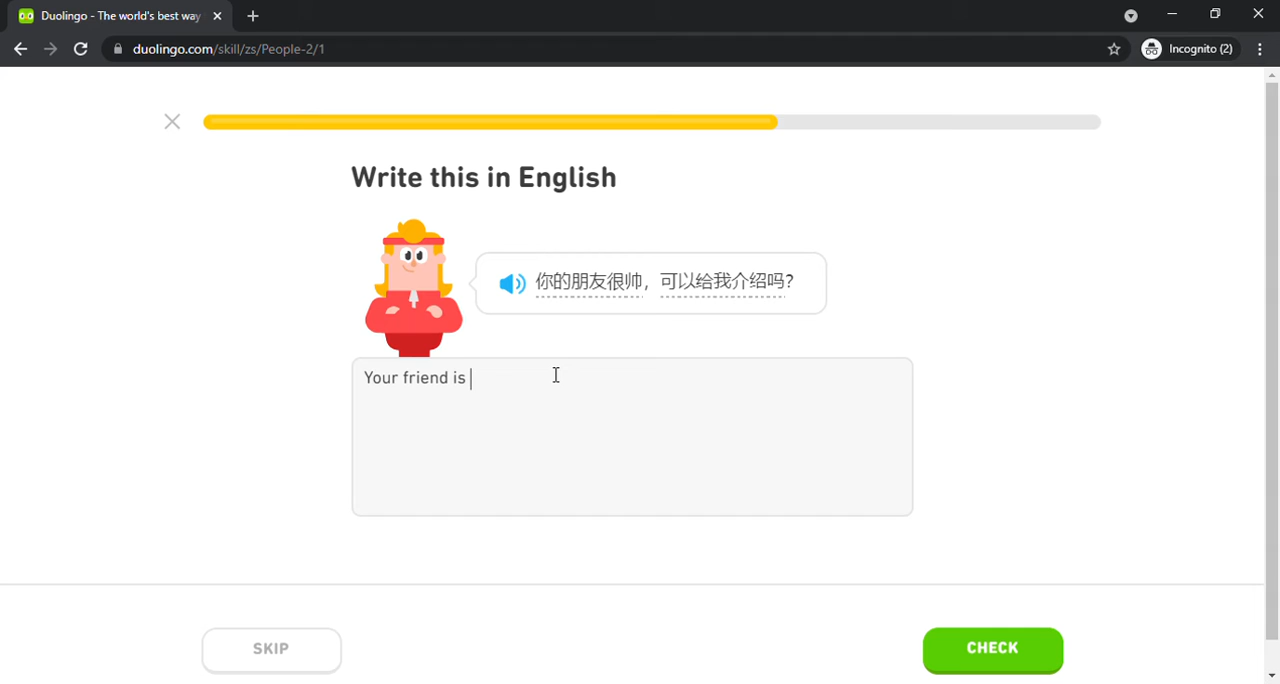 Duolingo - The world's best way
duolingo.com/skill/zs/People-2/1
Incognito (2)
Write this in English
你的朋友很帅，可以给我介绍吗?
Your friend is
SKIP
CHECK